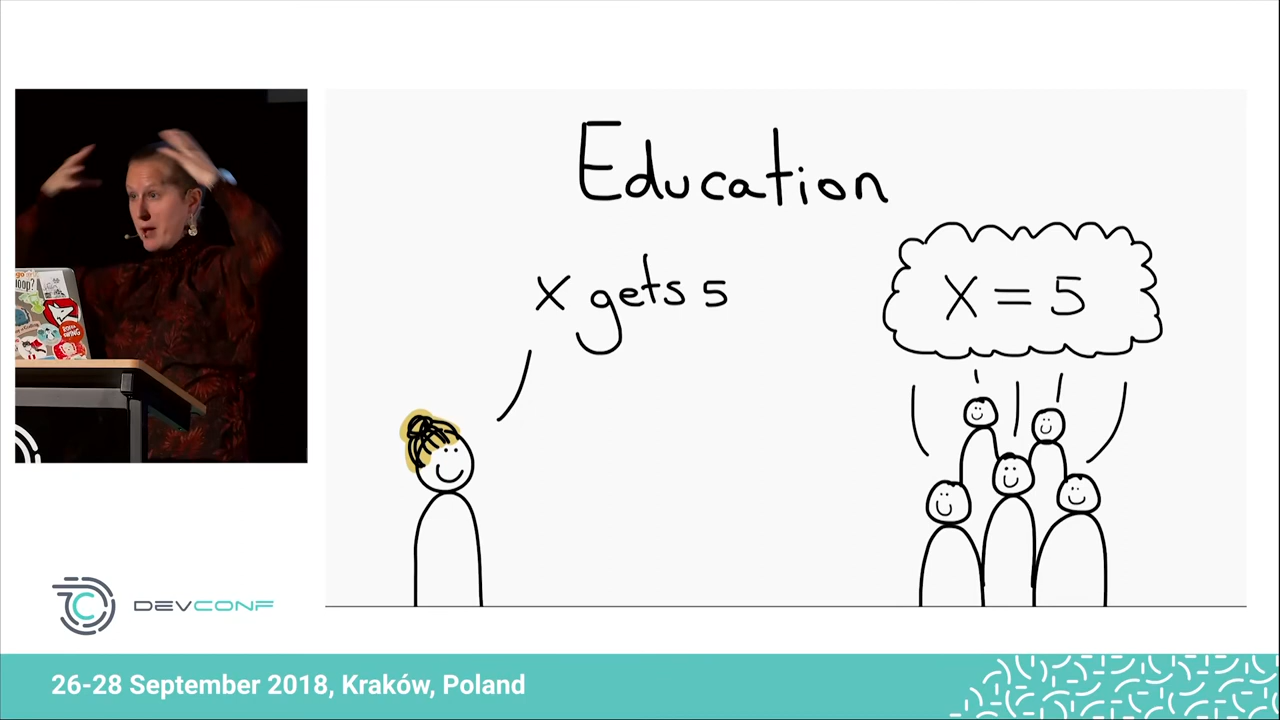 Education
x gets 5
X = 5
DEVCONF
26-28 September 2018, Kraków, Poland